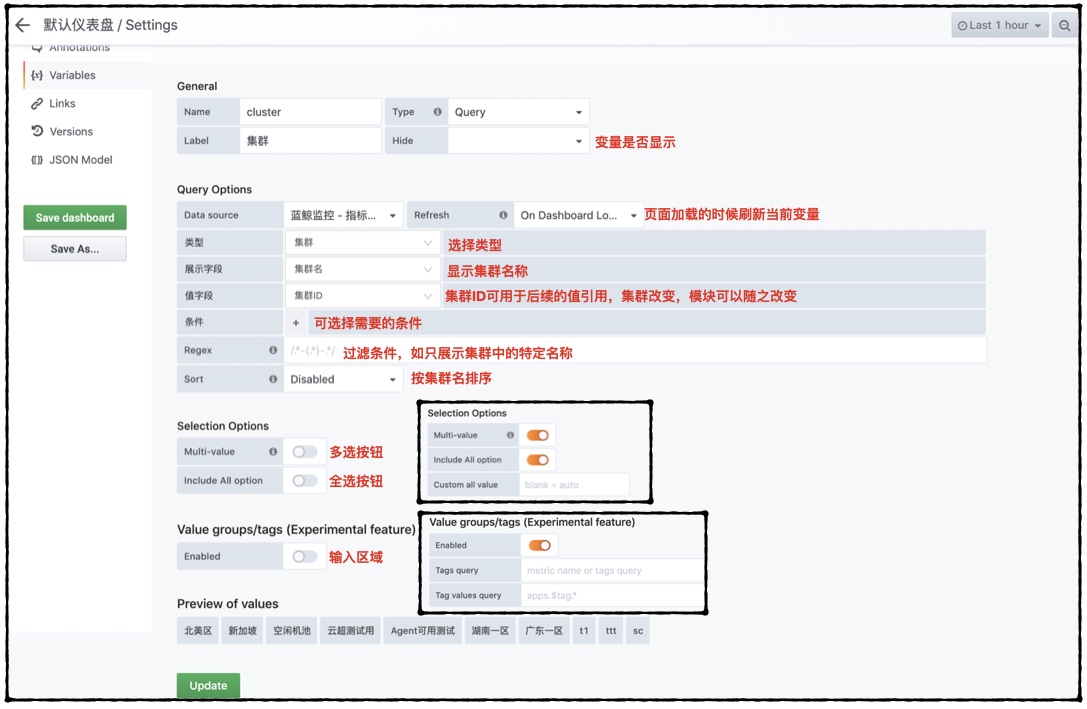 默认仪表盘 / Settings
Last 1 hour
Annotations
Variables
Links
Versions
JSON Model
Save dashboard
Save As...
General
Name cluster Type Query
Label 集群 Hide 变量是否显示
Query Options
Data source 蓝鲸监控 - 指标... Refresh On Dashboard Lo... 页面加载的时候刷新当前变量
类型 集群 选择类型
展示字段 集群名 显示集群名称
值字段 集群ID 集群ID可用于后续的值引用，集群改变，模块可以随之改变
条件 + 可选择需要的条件
Regex /.*-(.*)-.*/ 过滤条件，如只展示集群中的特定名称
Sort Disabled 按集群名排序
Selection Options
Multi-value 多选按钮
Include All option 全选按钮
Selection Options
Multi-value
Include All option
Custom all value blank = auto
Value groups/tags (Experimental feature)
Enabled 输入区域
Value groups/tags (Experimental feature)
Enabled
Tags query metric name or tags query
Tag values query apps.$tag.*
Preview of values
北美区 新加坡 空闲机池 云超测试用 Agent可用测试 湖南一区 广东一区 t1 ttt sc
Update